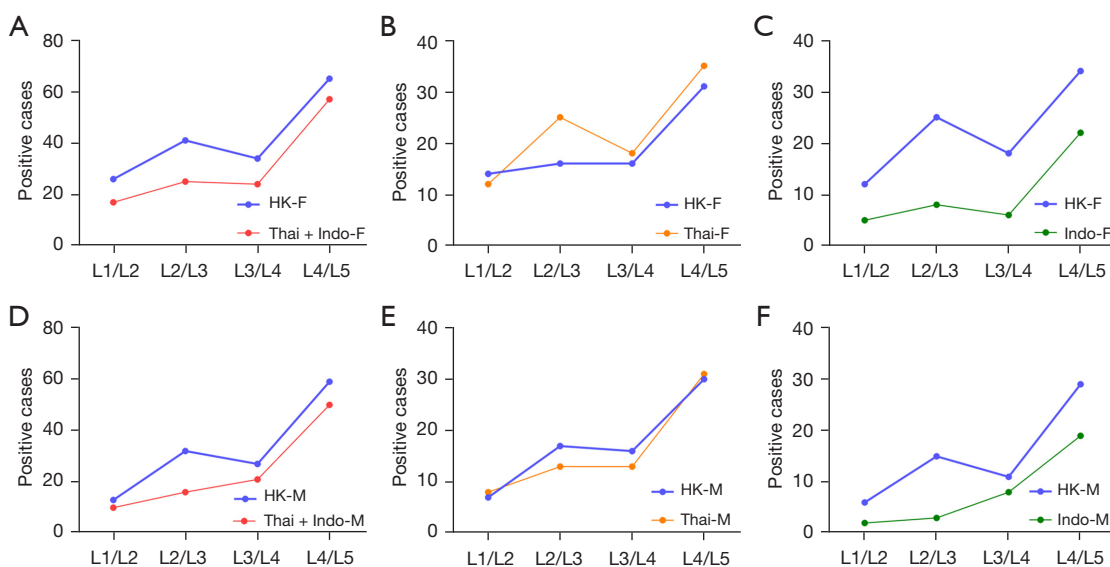 A
Positive cases
80
60
40
20
0
HK-F
Thai + Indo-F
L1/L2 L2/L3 L3/L4 L4/L5
B
Positive cases
40
30
20
10
0
HK-F
Thai-F
L1/L2 L2/L3 L3/L4 L4/L5
C
Positive cases
40
30
20
10
0
HK-F
Indo-F
L1/L2 L2/L3 L3/L4 L4/L5
D
Positive cases
80
60
40
20
0
HK-M
Thai + Indo-M
L1/L2 L2/L3 L3/L4 L4/L5
E
Positive cases
40
30
20
10
0
HK-M
Thai-M
L1/L2 L2/L3 L3/L4 L4/L5
F
Positive cases
40
30
20
10
0
HK-M
Indo-M
L1/L2 L2/L3 L3/L4 L4/L5